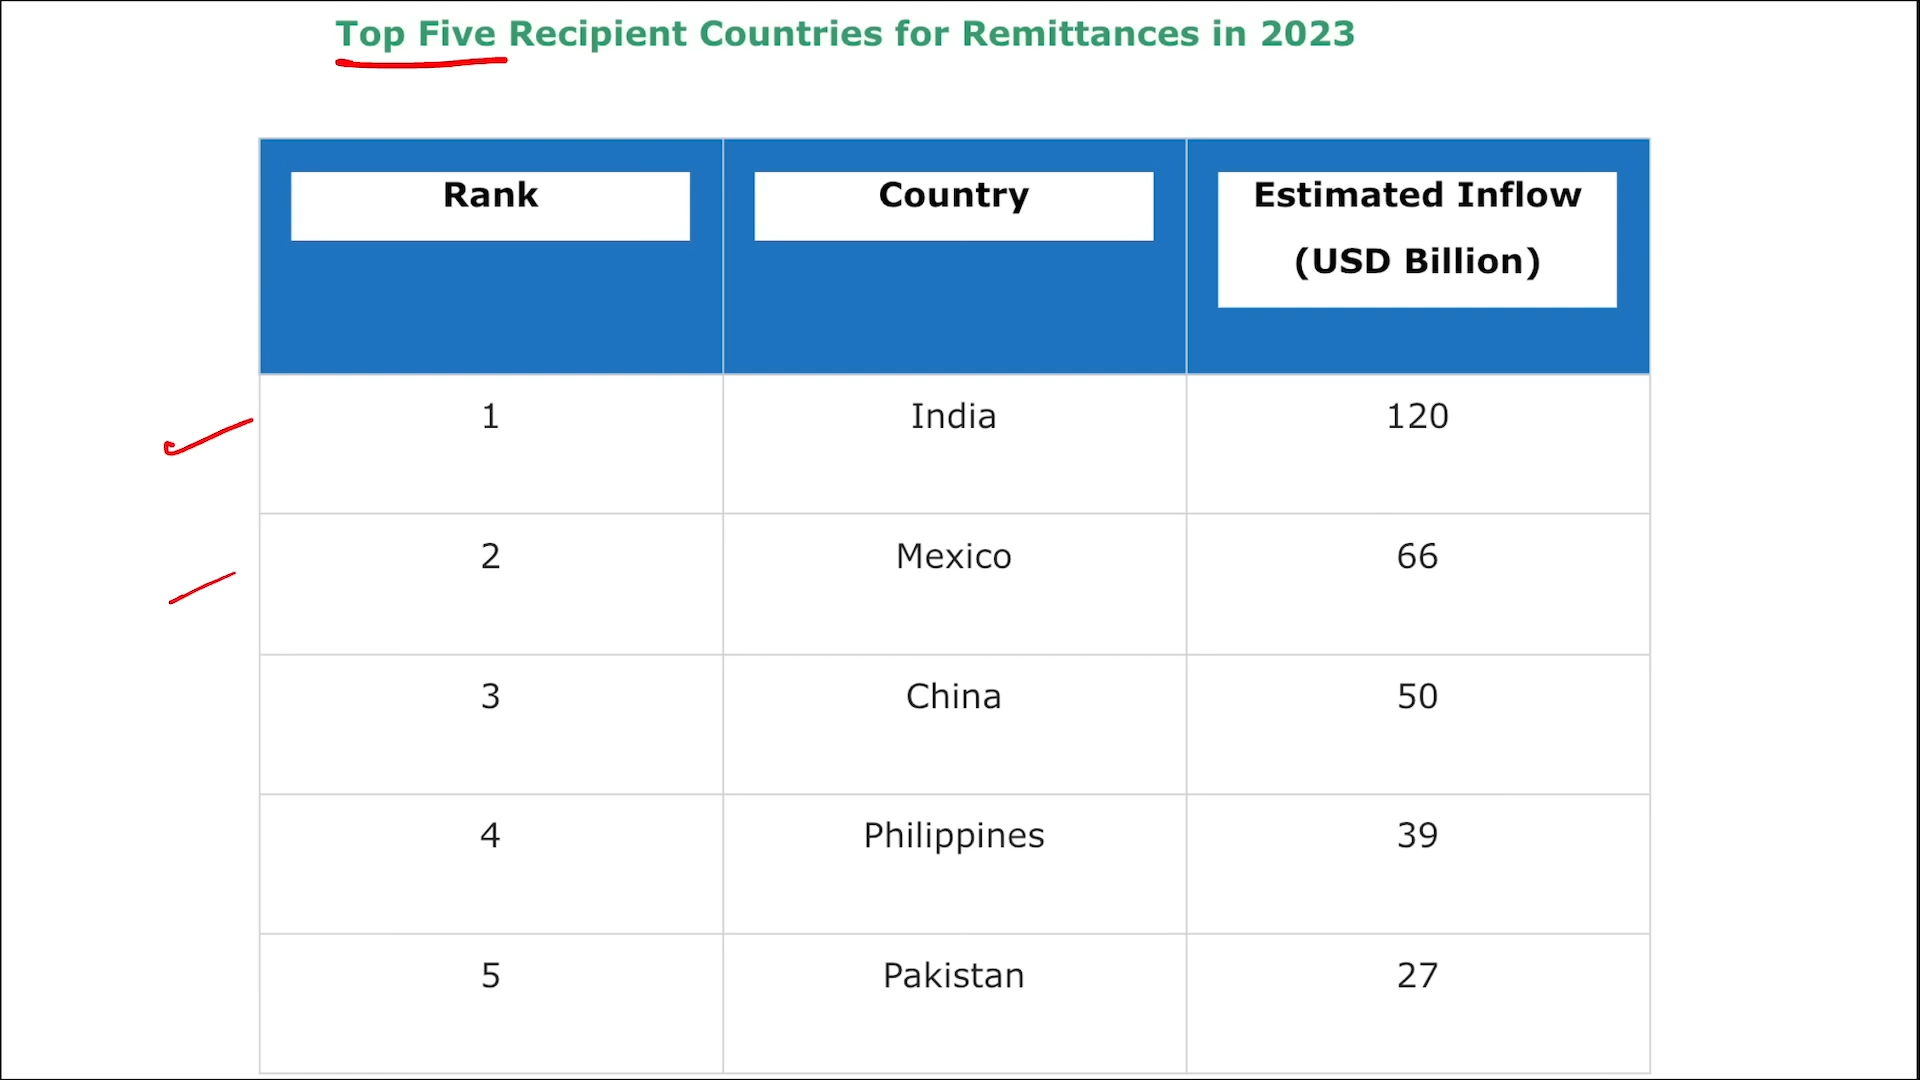 Top Five Recipient Countries for Remittances in 2023
Rank Country Estimated Inflow
(USD Billion)
1 India 120
2 Mexico 66
3 China 50
4 Philippines 39
5 Pakistan 27